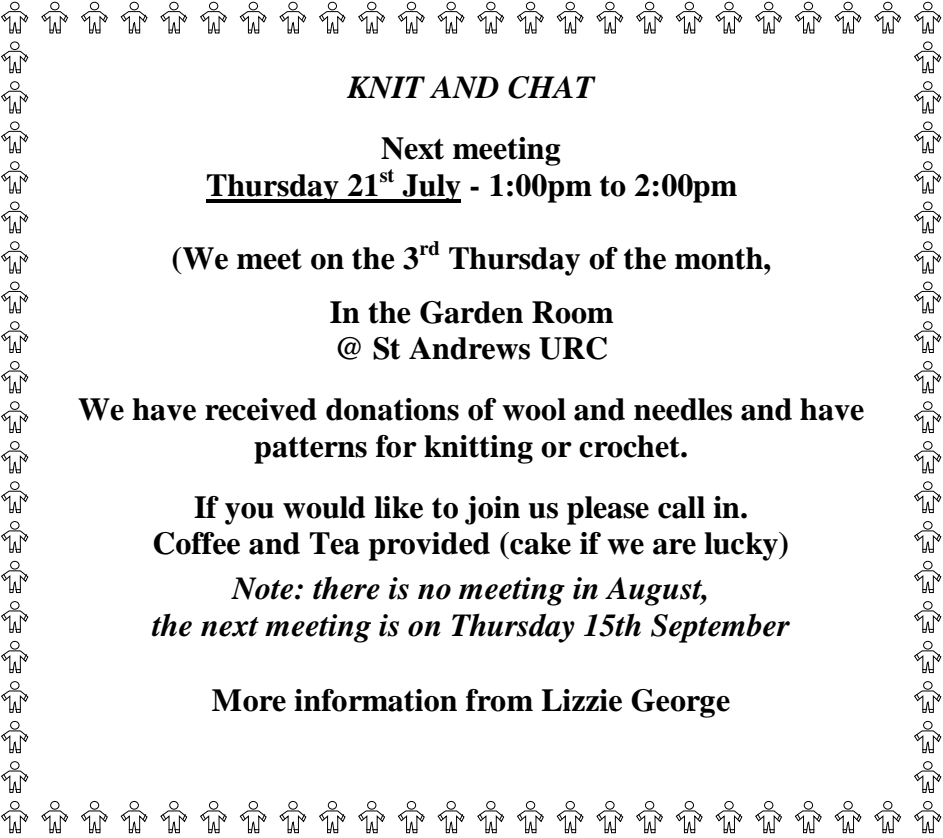 KNIT AND CHAT
Next meeting
Thursday 21st July - 1:00pm to 2:00pm
(We meet on the 3rd Thursday of the month,
In the Garden Room
@ St Andrews URC
We have received donations of wool and needles and have
patterns for knitting or crochet.
If you would like to join us please call in.
Coffee and Tea provided (cake if we are lucky)
Note: there is no meeting in August,
the next meeting is on Thursday 15th September
More information from Lizzie George